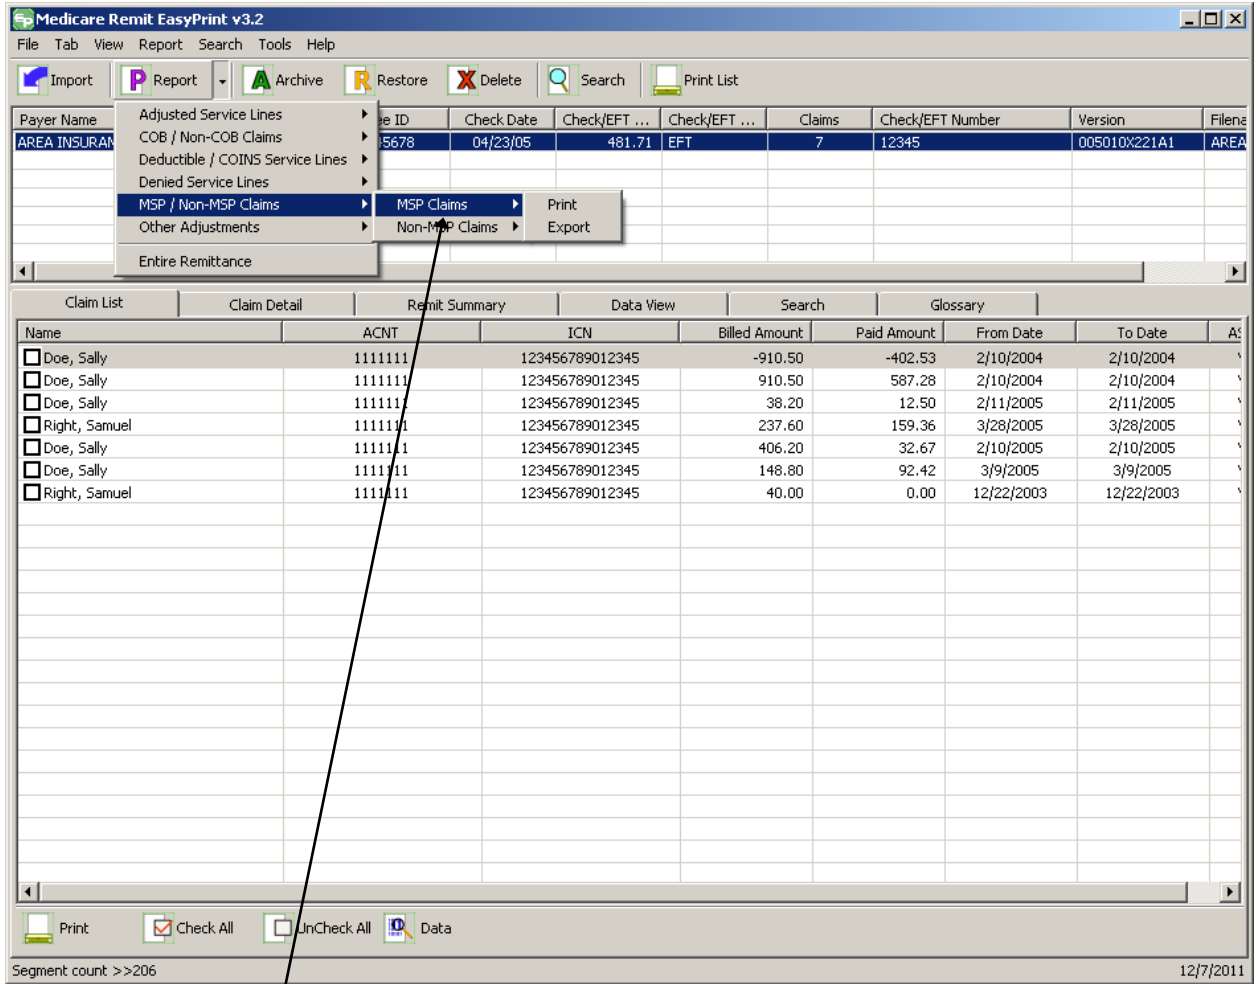 EP Medicare Remit EasyPrint v3.2
File Tab View Report Search Tools Help
Import P Report A Archive R Restore X Delete Search Print List
Payer Name ee ID Check Date Check/EFT ... Check/EFT ... Claims Check/EFT Number Version Filena
AREA INSURAN 45678 04/23/05 481.71 EFT 7 12345 005010X221A1 AREA
Adjusted Service Lines
COB / Non-COB Claims
Deductible / COINS Service Lines
Denied Service Lines
MSP / Non-MSP Claims MSP Claims Print
Other Adjustments Non-MSP Claims Export
Entire Remittance
Claim List Claim Detail Remit Summary Data View Search Glossary
Name ACNT ICN Billed Amount Paid Amount From Date To Date AS
Doe, Sally 1111111 123456789012345 -910.50 -402.53 2/10/2004 2/10/2004
Doe, Sally 1111111 123456789012345 910.50 587.28 2/10/2004 2/10/2004
Doe, Sally 1111111 123456789012345 38.20 12.50 2/11/2005 2/11/2005
Right, Samuel 1111111 123456789012345 237.60 159.36 3/28/2005 3/28/2005
Doe, Sally 1111111 123456789012345 406.20 32.67 2/10/2005 2/10/2005
Doe, Sally 1111111 123456789012345 148.80 92.42 3/9/2005 3/9/2005
Right, Samuel 1111111 123456789012345 40.00 0.00 12/22/2003 12/22/2003
Print Check All UnCheck All Data
Segment count >>206 12/7/2011